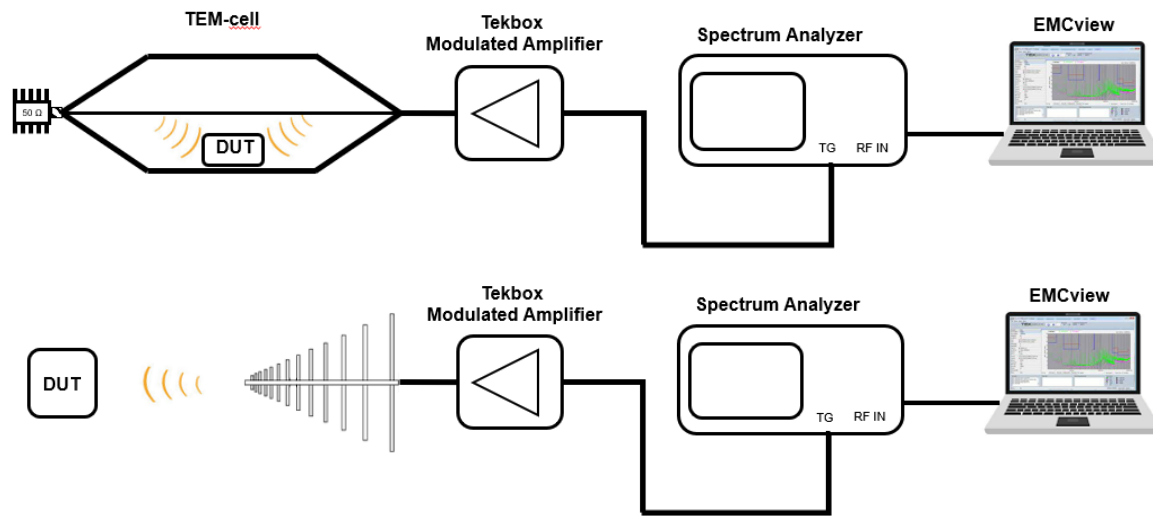 TEM-cell
Tekbox
Modulated Amplifier
Spectrum Analyzer
EMCview
50 Ω
DUT
TG
RF IN
Tekbox
Modulated Amplifier
Spectrum Analyzer
EMCview
DUT
TG
RF IN